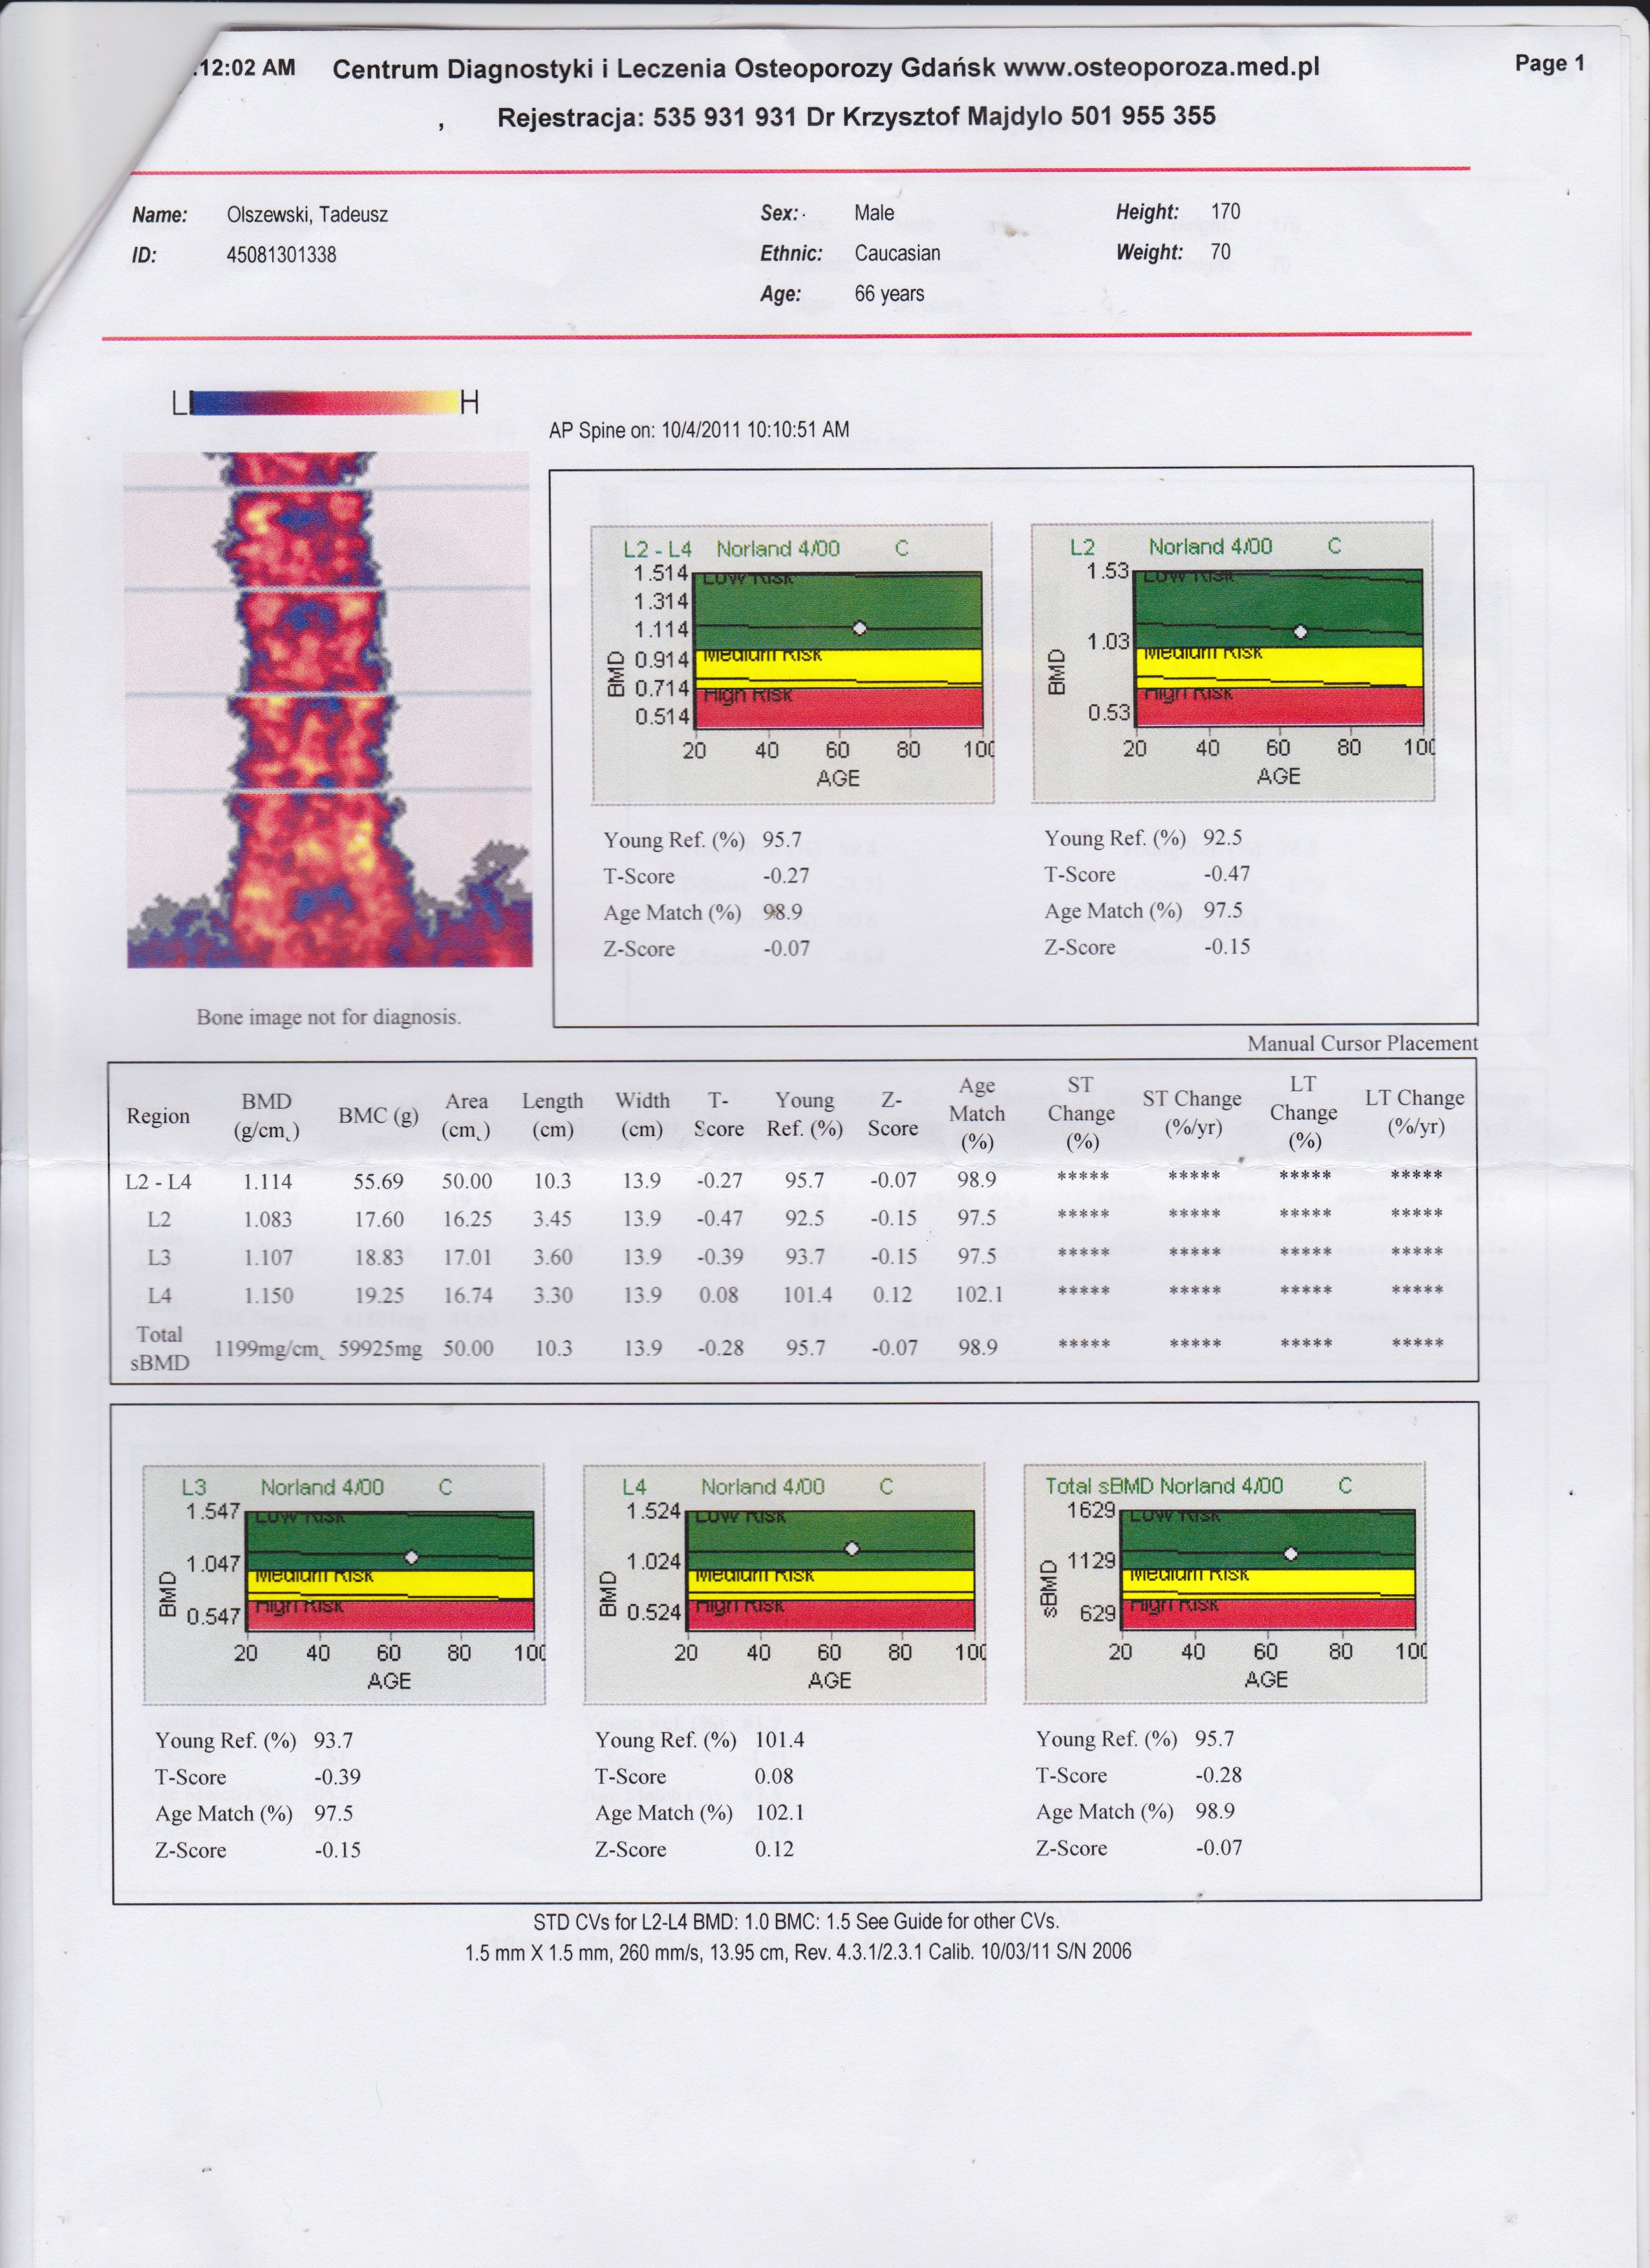 .12:02 AM Centrum Diagnostyki i Leczenia Osteoporozy Gdańsk www.osteoporoza.med.pl Page 1
, Rejestracja: 535 931 931 Dr Krzysztof Majdylo 501 955 355
Name: Olszewski, Tadeusz Sex: Male Height: 170
ID: 45081301338 Ethnic: Caucasian Weight: 70
Age: 66 years
L H
AP Spine on: 10/4/2011 10:10:51 AM
L2 - L4 Norland 4/00 C
1.514 Low Risk
1.314
1.114
0.914 Medium Risk
0.714 High Risk
0.514
BMD
20 40 60 80 100
AGE
Young Ref. (%) 95.7
T-Score -0.27
Age Match (%) 98.9
Z-Score -0.07
L2 Norland 4/00 C
1.53 Low Risk
1.03
Medium Risk
High Risk
0.53
BMD
20 40 60 80 100
AGE
Young Ref. (%) 92.5
T-Score -0.47
Age Match (%) 97.5
Z-Score -0.15
Bone image not for diagnosis.
Manual Cursor Placement
Region BMD (g/cm˛) BMC (g) Area (cm˛) Length (cm) Width (cm) T-Score Young Ref. (%) Z-Score Age Match (%) ST Change (%) ST Change (%/yr) LT Change (%) LT Change (%/yr)
L2 - L4 1.114 55.69 50.00 10.3 13.9 -0.27 95.7 -0.07 98.9 ***** ***** ***** *****
L2 1.083 17.60 16.25 3.45 13.9 -0.47 92.5 -0.15 97.5 ***** ***** ***** *****
L3 1.107 18.83 17.01 3.60 13.9 -0.39 93.7 -0.15 97.5 ***** ***** ***** *****
L4 1.150 19.25 16.74 3.30 13.9 0.08 101.4 0.12 102.1 ***** ***** ***** *****
Total sBMD 1199mg/cm˛ 59925mg 50.00 10.3 13.9 -0.28 95.7 -0.07 98.9 ***** ***** ***** *****
L3 Norland 4/00 C
1.547 Low Risk
1.047
Medium Risk
0.547 High Risk
BMD
20 40 60 80 100
AGE
Young Ref. (%) 93.7
T-Score -0.39
Age Match (%) 97.5
Z-Score -0.15
L4 Norland 4/00 C
1.524 Low Risk
1.024
Medium Risk
0.524 High Risk
BMD
20 40 60 80 100
AGE
Young Ref. (%) 101.4
T-Score 0.08
Age Match (%) 102.1
Z-Score 0.12
Total sBMD Norland 4/00 C
1629 Low Risk
1129
Medium Risk
629 High Risk
sBMD
20 40 60 80 100
AGE
Young Ref. (%) 95.7
T-Score -0.28
Age Match (%) 98.9
Z-Score -0.07
STD CVs for L2-L4 BMD: 1.0 BMC: 1.5 See Guide for other CVs.
1.5 mm X 1.5 mm, 260 mm/s, 13.95 cm, Rev. 4.3.1/2.3.1 Calib. 10/03/11 S/N 2006